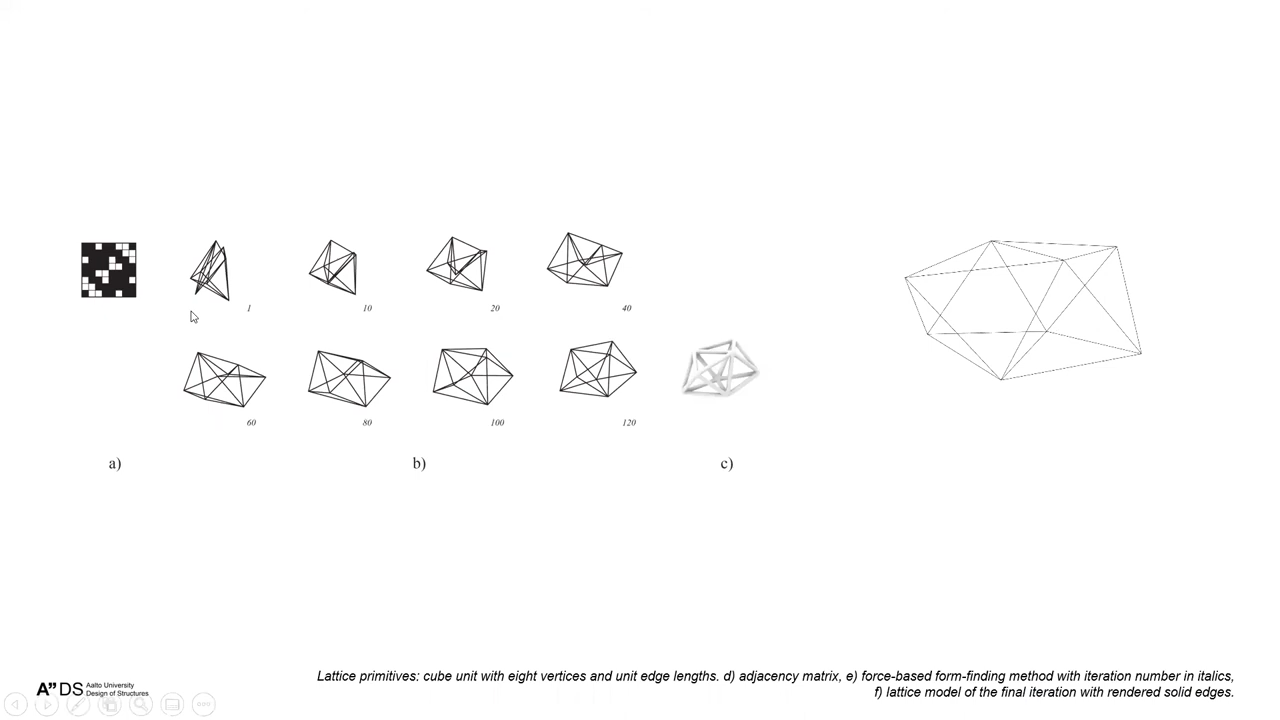 1
10
20
40
60
80
100
120
a)
b)
c)
Lattice primitives: cube unit with eight vertices and unit edge lengths. d) adjacency matrix, e) force-based form-finding method with iteration number in italics,
f) lattice model of the final iteration with rendered solid edges.
A” DS
Aalto University
Design of Structures